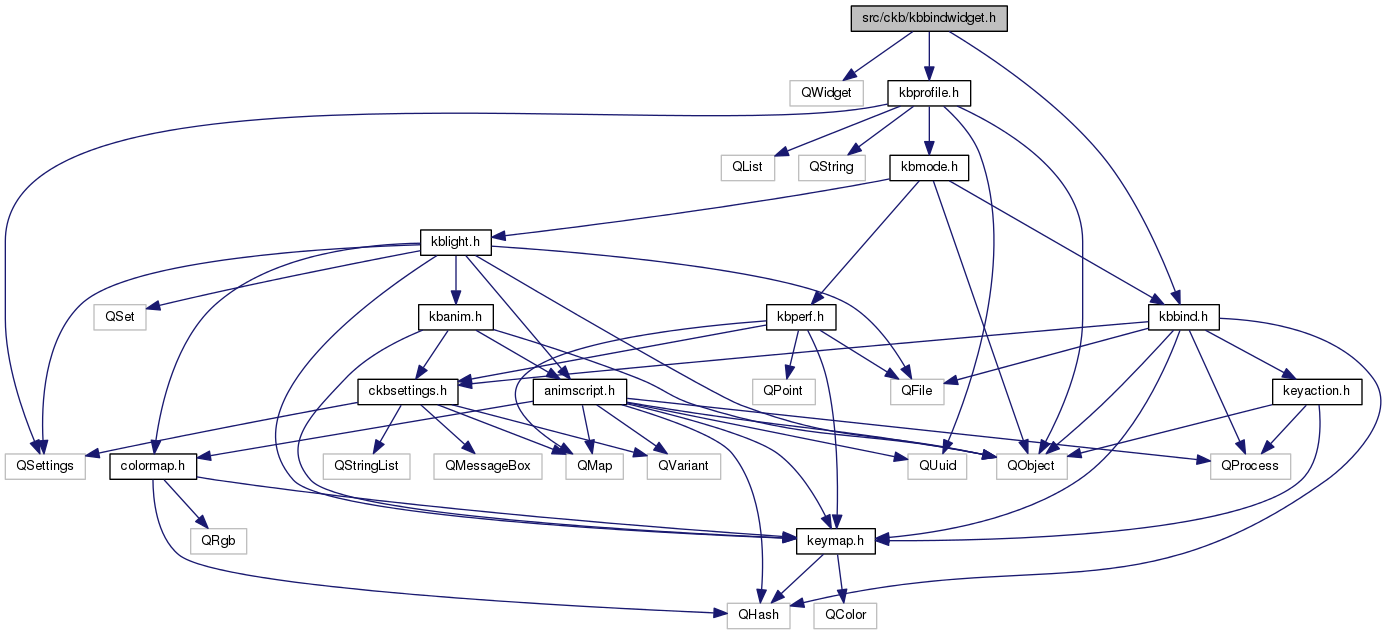 src/ckb/kbbindwidget.h
QWidget
kbprofile.h
QList
QString
kbmode.h
kblight.h
QSet
kbanim.h
kbperf.h
kbbind.h
ckbsettings.h
animscript.h
QPoint
QFile
keyaction.h
QSettings
colormap.h
QStringList
QMessageBox
QMap
QVariant
QUuid
QObject
QProcess
QRgb
keymap.h
QHash
QColor